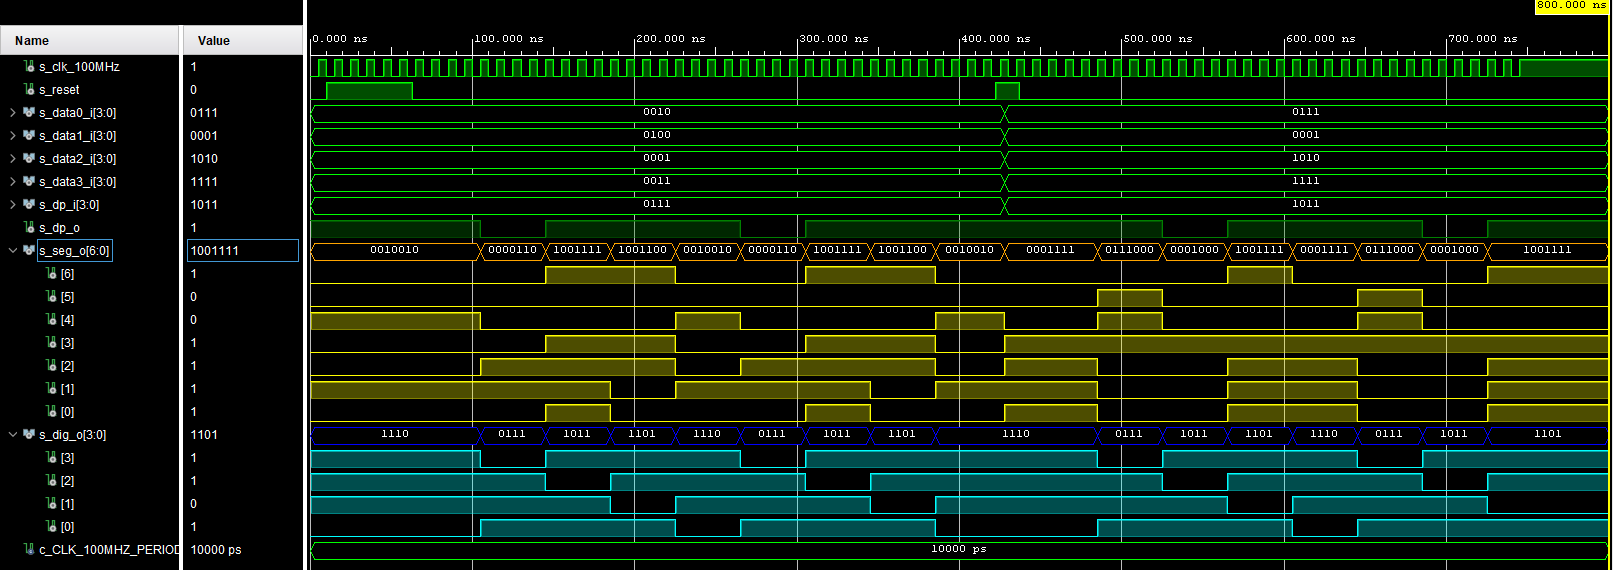 800.000 ns
Name Value 0.000 ns 100.000 ns 200.000 ns 300.000 ns 400.000 ns 500.000 ns 600.000 ns 700.000 ns
s_clk_100MHz 1
s_reset 0
s_data0_i[3:0] 0111 0010 0111
s_data1_i[3:0] 0001 0100 0001
s_data2_i[3:0] 1010 0001 1010
s_data3_i[3:0] 1111 0011 1111
s_dp_i[3:0] 1011 0111 1011
s_dp_o 1
s_seg_o[6:0] 1001111 0010010 0000110 1001111 1001100 0010010 0000110 1001111 1001100 0010010 0001111 0111000 0001000 1001111 0001111 0111000 0001000 1001111
[6] 1
[5] 0
[4] 0
[3] 1
[2] 1
[1] 1
[0] 1
s_dig_o[3:0] 1101 1110 0111 1011 1101 1110 0111 1011 1101 1110 0111 1011 1101 1110 0111 1011 1101
[3] 1
[2] 1
[1] 0
[0] 1
c_CLK_100MHZ_PERIOD 10000 ps 10000 ps